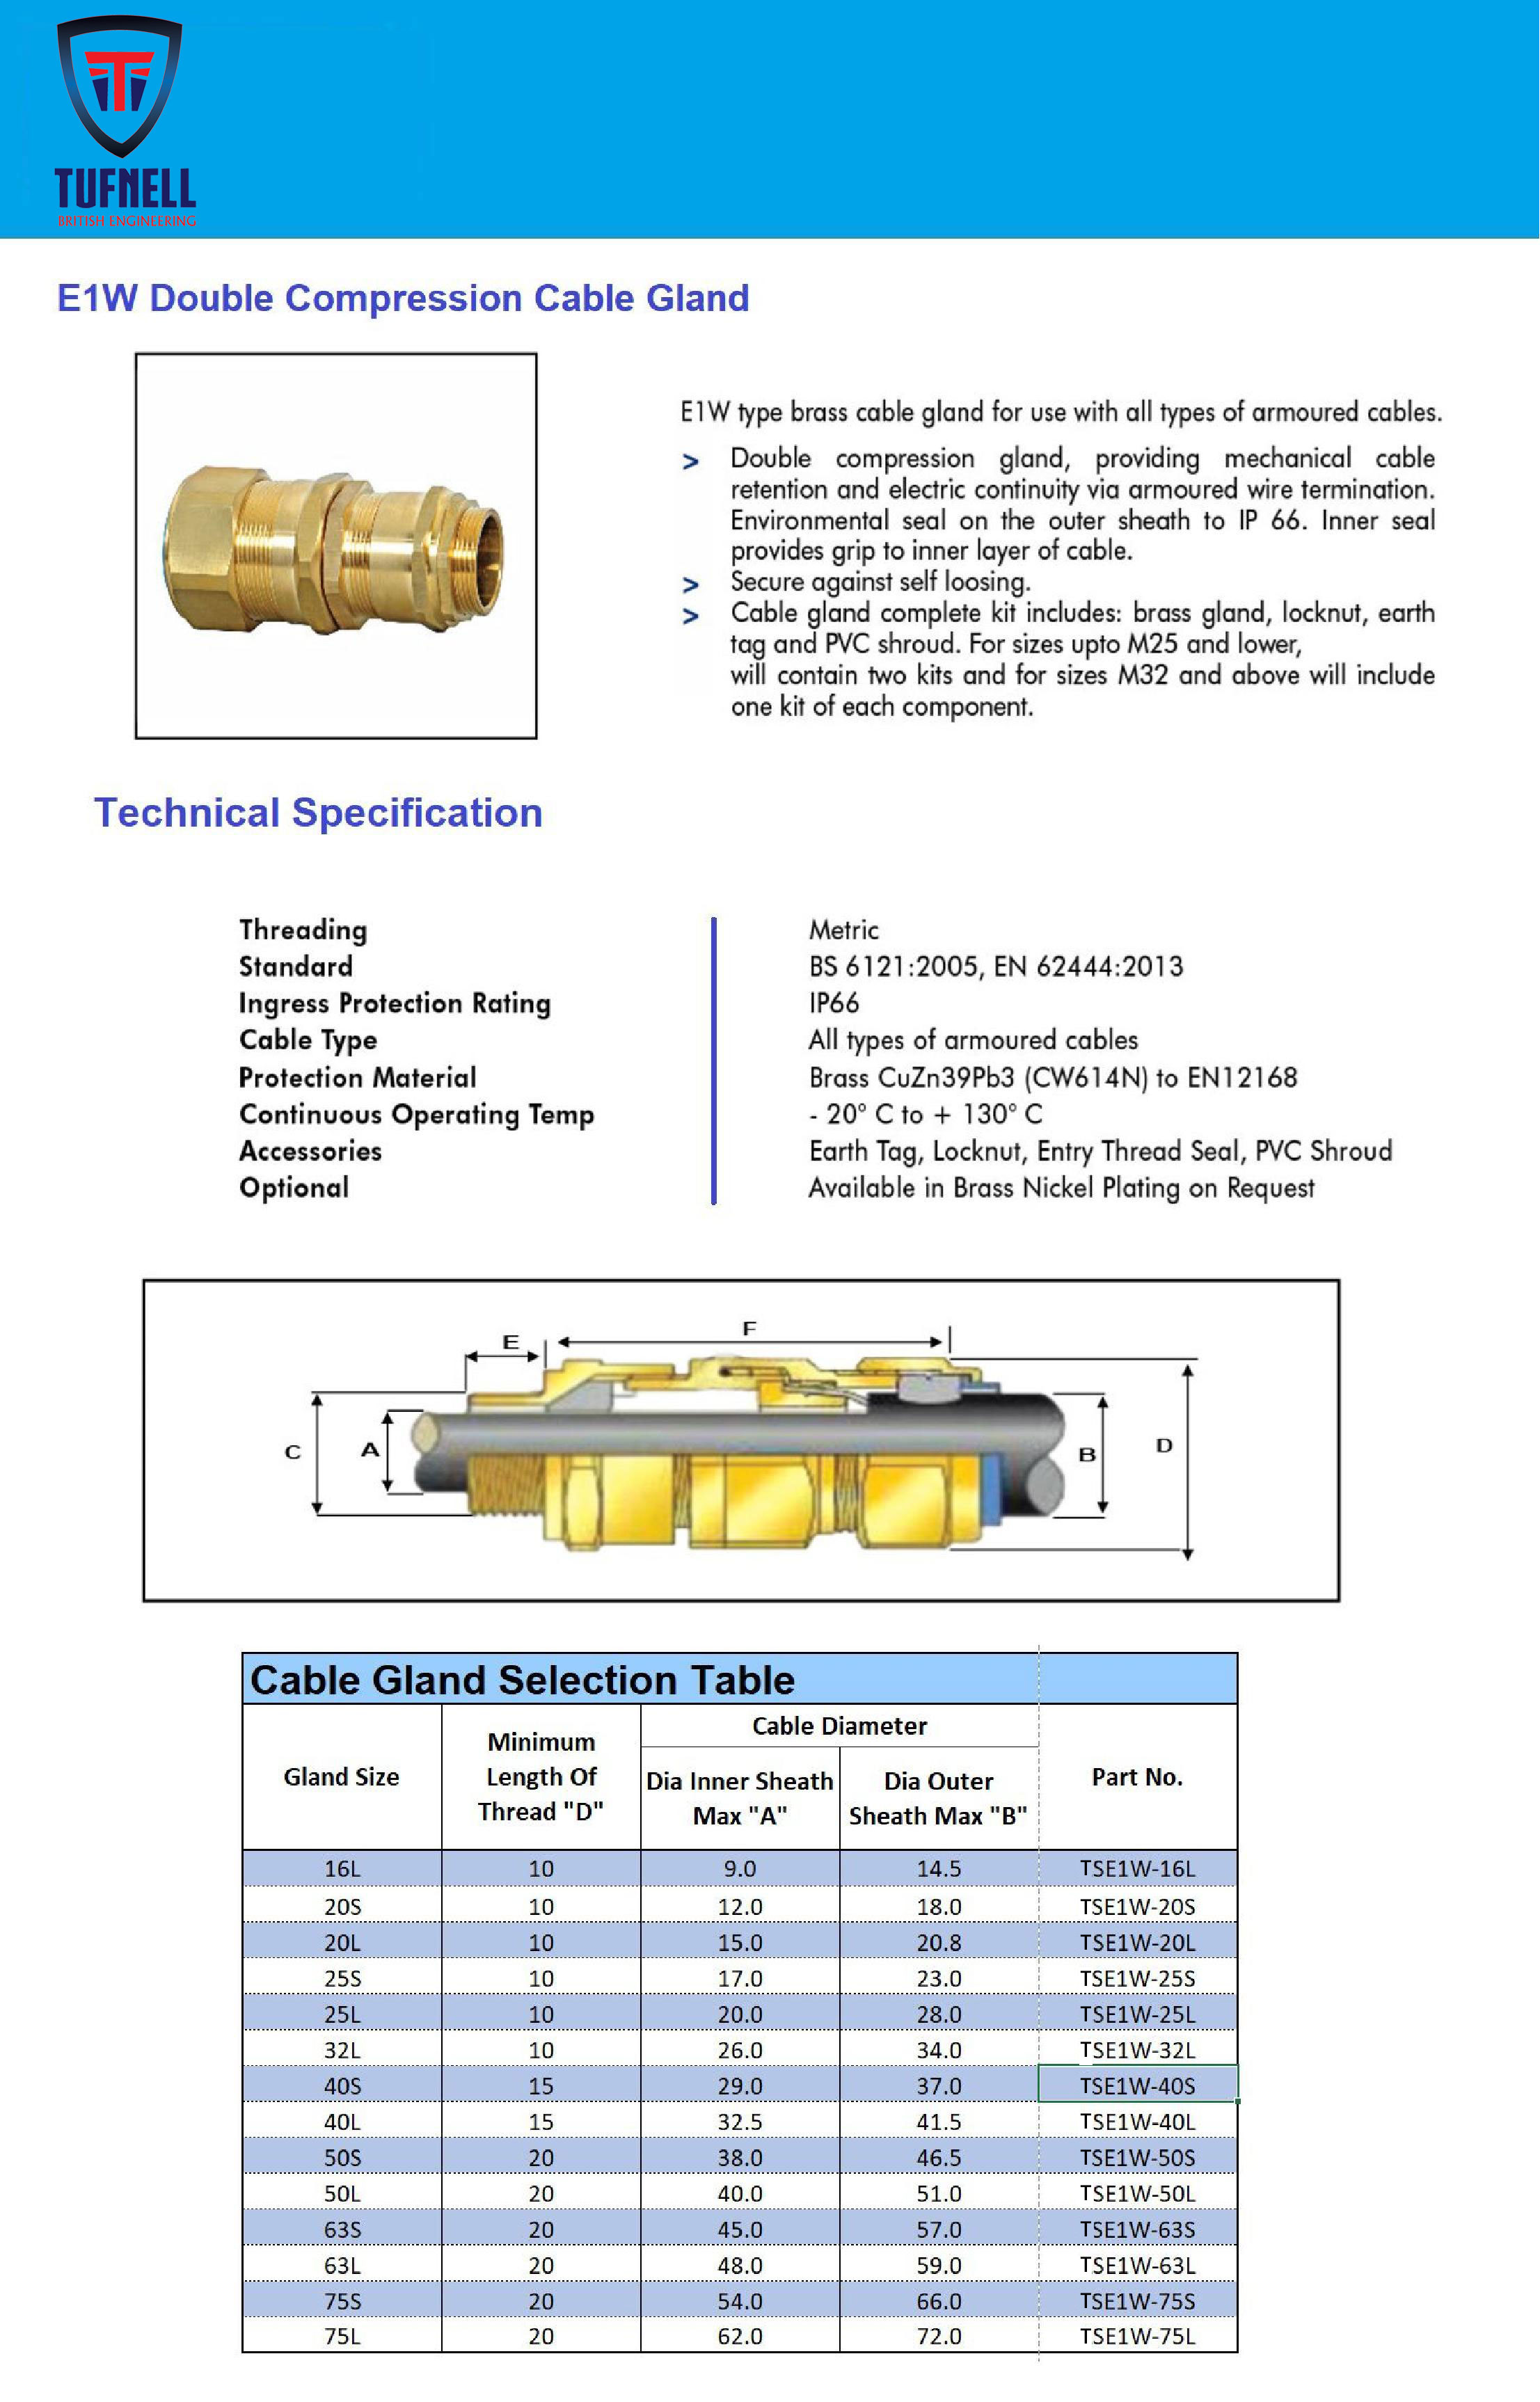 TUFNELL
BRITISH ENGINEERING
E1W Double Compression Cable Gland
E1W type brass cable gland for use with all types of armoured cables.
> Double compression gland, providing mechanical cable
retention and electric continuity via armoured wire termination.
Environmental seal on the outer sheath to IP 66. Inner seal
provides grip to inner layer of cable.
> Secure against self loosing.
> Cable gland complete kit includes: brass gland, locknut, earth
tag and PVC shroud. For sizes upto M25 and lower,
will contain two kits and for sizes M32 and above will include
one kit of each component.
Technical Specification
Threading Metric
Standard BS 6121:2005, EN 62444:2013
Ingress Protection Rating IP66
Cable Type All types of armoured cables
Protection Material Brass CuZn39Pb3 (CW614N) to EN12168
Continuous Operating Temp - 20° C to + 130° C
Accessories Earth Tag, Locknut, Entry Thread Seal, PVC Shroud
Optional Available in Brass Nickel Plating on Request
E F
C A B D
Cable Gland Selection Table
Gland Size
Minimum
Length Of
Thread "D"
Cable Diameter
Dia Inner Sheath
Max "A"
Dia Outer
Sheath Max "B"
Part No.
16L 10 9.0 14.5 TSE1W-16L
20S 10 12.0 18.0 TSE1W-20S
20L 10 15.0 20.8 TSE1W-20L
25S 10 17.0 23.0 TSE1W-25S
25L 10 20.0 28.0 TSE1W-25L
32L 10 26.0 34.0 TSE1W-32L
40S 15 29.0 37.0 TSE1W-40S
40L 15 32.5 41.5 TSE1W-40L
50S 20 38.0 46.5 TSE1W-50S
50L 20 40.0 51.0 TSE1W-50L
63S 20 45.0 57.0 TSE1W-63S
63L 20 48.0 59.0 TSE1W-63L
75S 20 54.0 66.0 TSE1W-75S
75L 20 62.0 72.0 TSE1W-75L